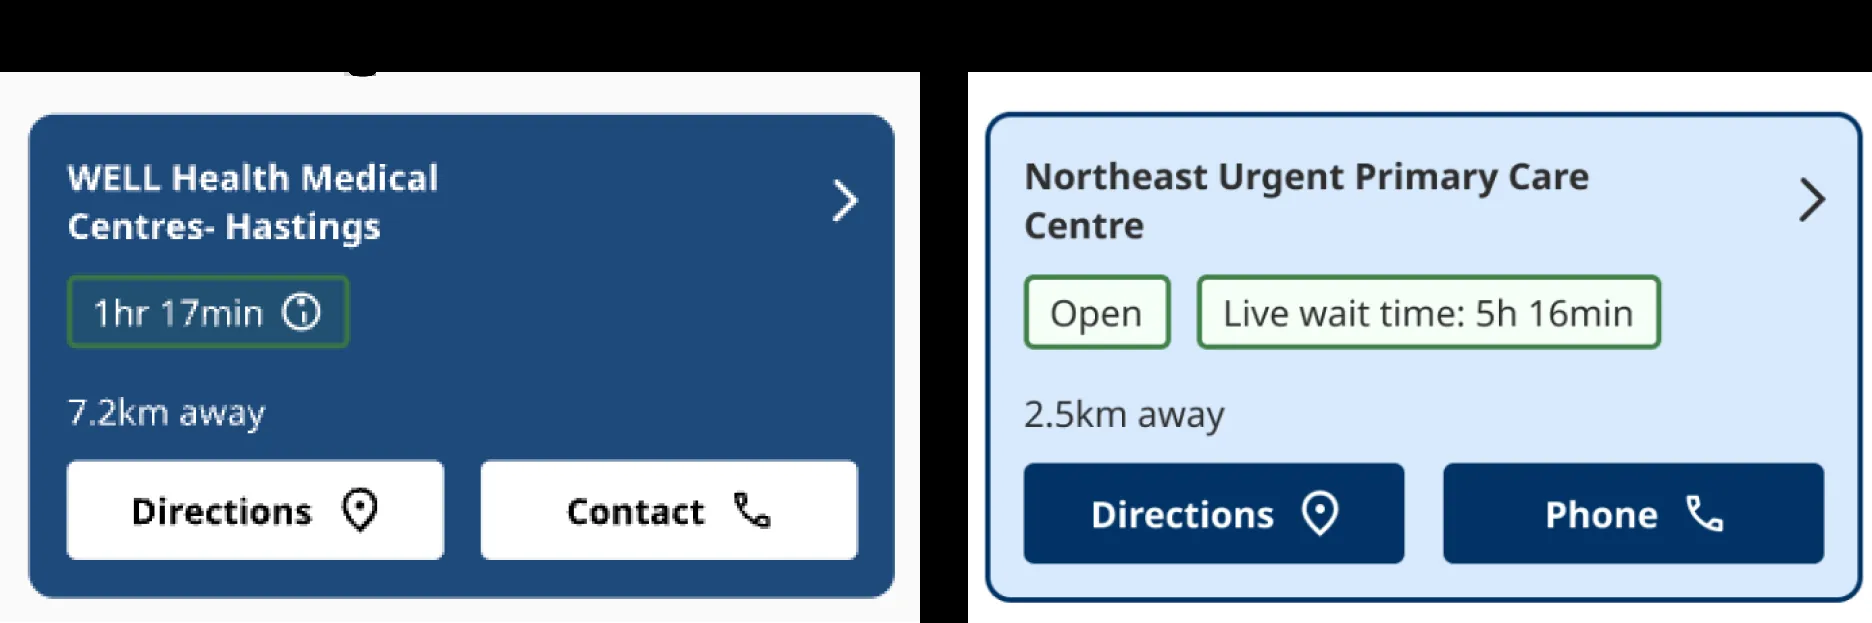 WELL Health Medical
Centres- Hastings
1hr 17min
7.2km away
Directions
Contact
Northeast Urgent Primary Care
Centre
Open
Live wait time: 5h 16min
2.5km away
Directions
Phone